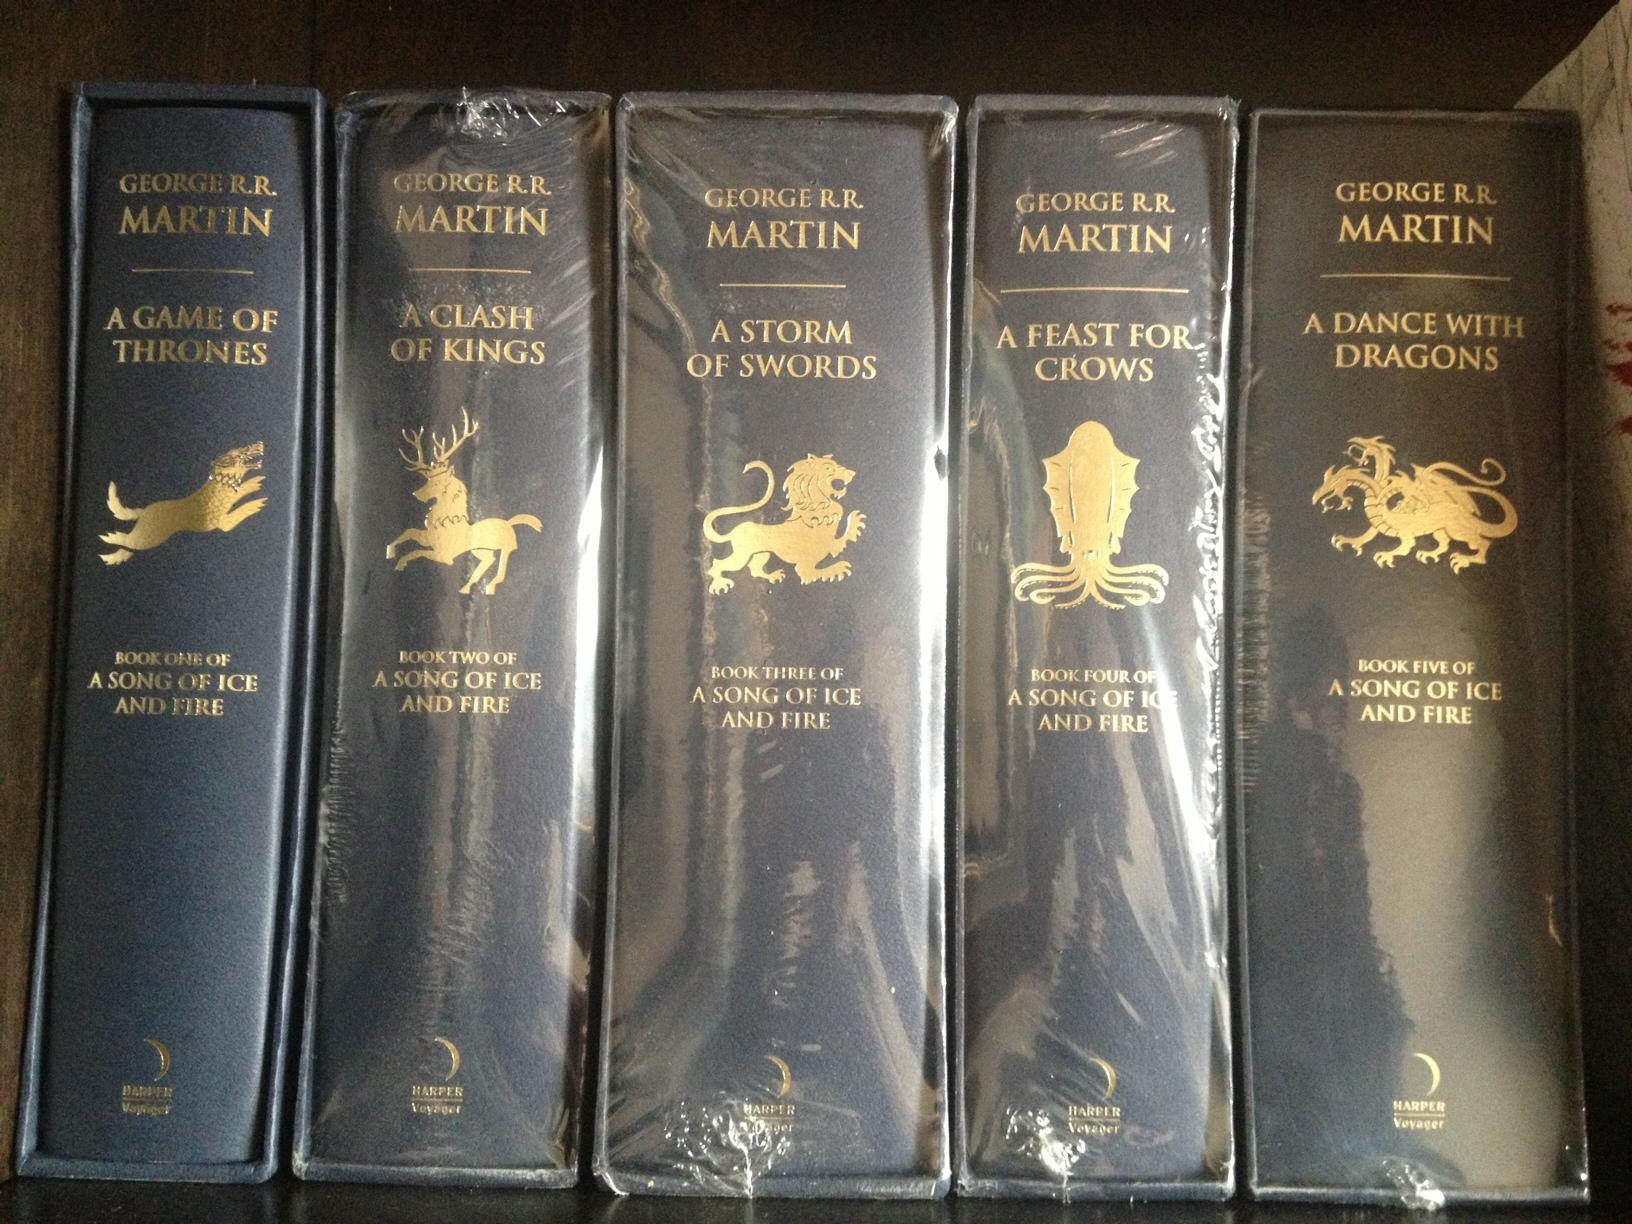 GEORGE R.R.
MARTIN
A GAME OF
THRONES
BOOK ONE OF
A SONG OF ICE
AND FIRE
HARPER
Voyager
GEORGE R.R.
MARTIN
A CLASH
OF KINGS
BOOK TWO OF
A SONG OF ICE
AND FIRE
HARPER
Voyager
GEORGE R.R.
MARTIN
A STORM
OF SWORDS
BOOK THREE OF
A SONG OF ICE
AND FIRE
HARPER
Voyager
GEORGE R.R.
MARTIN
A FEAST FOR
CROWS
BOOK FOUR OF
A SONG OF ICE
AND FIRE
HARPER
Voyager
GEORGE R.R.
MARTIN
A DANCE WITH
DRAGONS
BOOK FIVE OF
A SONG OF ICE
AND FIRE
HARPER
Voyager